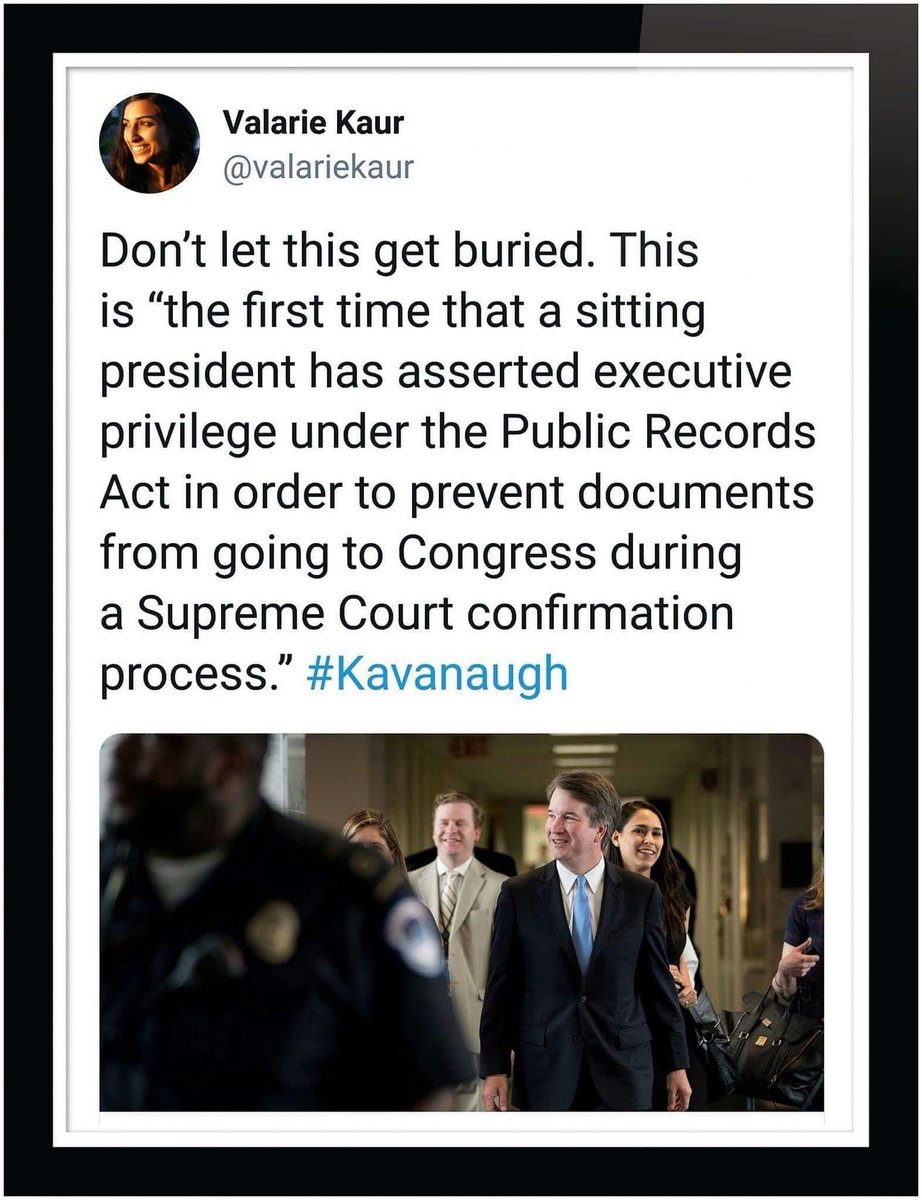 Valarie Kaur
@valariekaur
Don’t let this get buried. This
is “the first time that a sitting
president has asserted executive
privilege under the Public Records
Act in order to prevent documents
from going to Congress during
a Supreme Court confirmation
process.” #Kavanaugh
EXIT